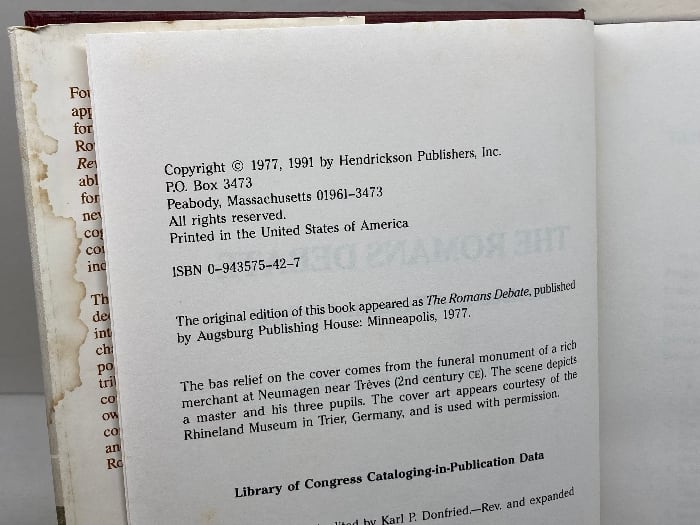 Copyright © 1977, 1991 by Hendrickson Publishers, Inc.
P.O. Box 3473
Peabody, Massachusetts 01961–3473
All rights reserved.
Printed in the United States of America
ISBN 0–943575–42–7
The original edition of this book appeared as The Romans Debate, published
by Augsburg Publishing House: Minneapolis, 1977.
The bas relief on the cover comes from the funeral monument of a rich
merchant at Neumagen near Trèves (2nd century CE). The scene depicts
a master and his three pupils. The cover art appears courtesy of the
Rhineland Museum in Trier, Germany, and is used with permission.
Library of Congress Cataloging-in-Publication Data
by Karl P. Donfried.—Rev. and expanded